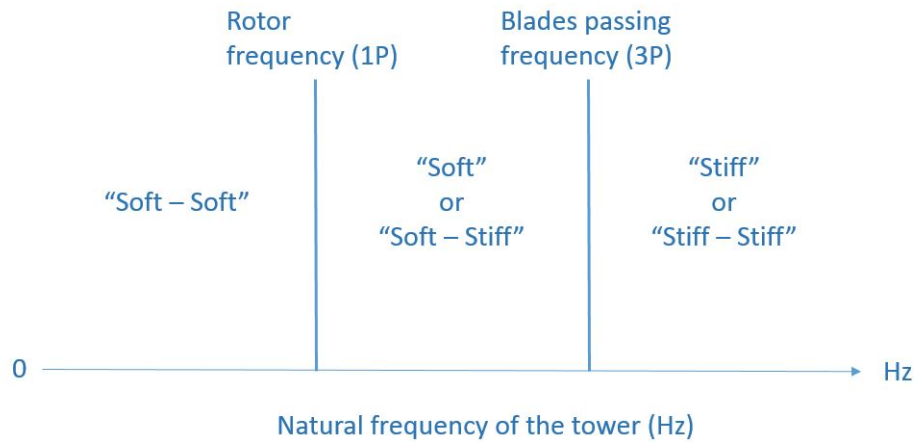 Rotor
frequency (1P)
Blades passing
frequency (3P)
“Soft – Soft”
“Soft”
or
“Soft – Stiff”
“Stiff”
or
“Stiff – Stiff”
0
Hz
Natural frequency of the tower (Hz)